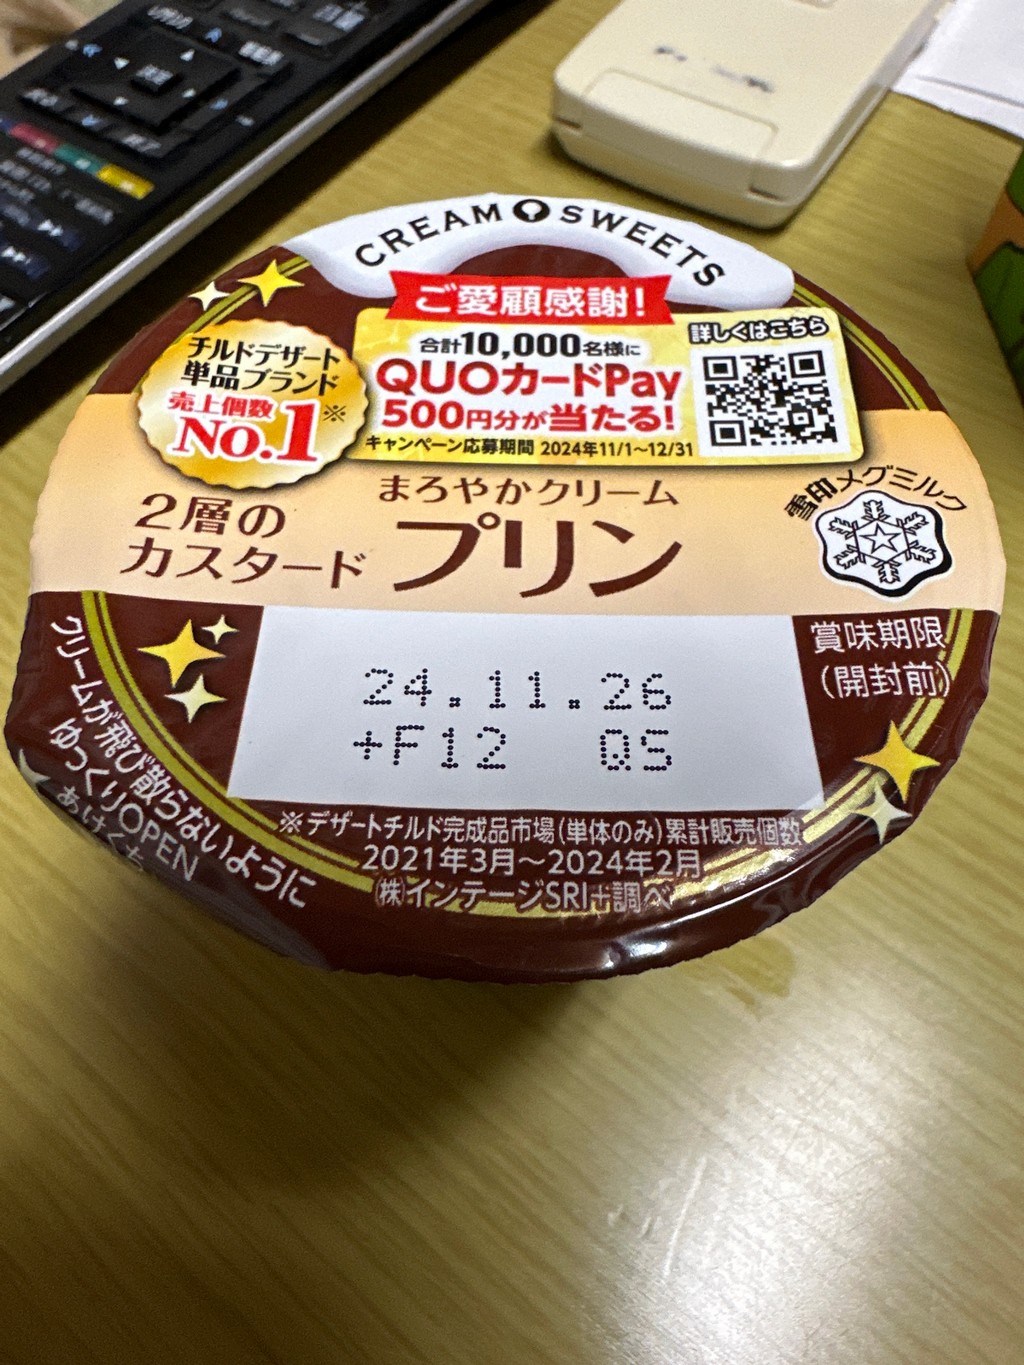 決定
戻る
終了
CREAM SWEETS
ご愛顧感謝!
合計10,000名様に
QUOカードPay
500円分が当たる!
キャンペーン応募期間 2024年11/1〜12/31
詳しくはこちら
チルドデザート
単品ブランド
売上個数
No.1※
まろやかクリーム
2層の
カスタード
プリン
雪印メグミルク
賞味期限
(開封前)
24.11.26
+F12 05
クリームが飛び散らないように
ゆっくりOPEN
あけくち
※デザートチルド完成品市場(単体のみ)累計販売個数
2021年3月〜2024年2月
(株)インテージSRI+調べ